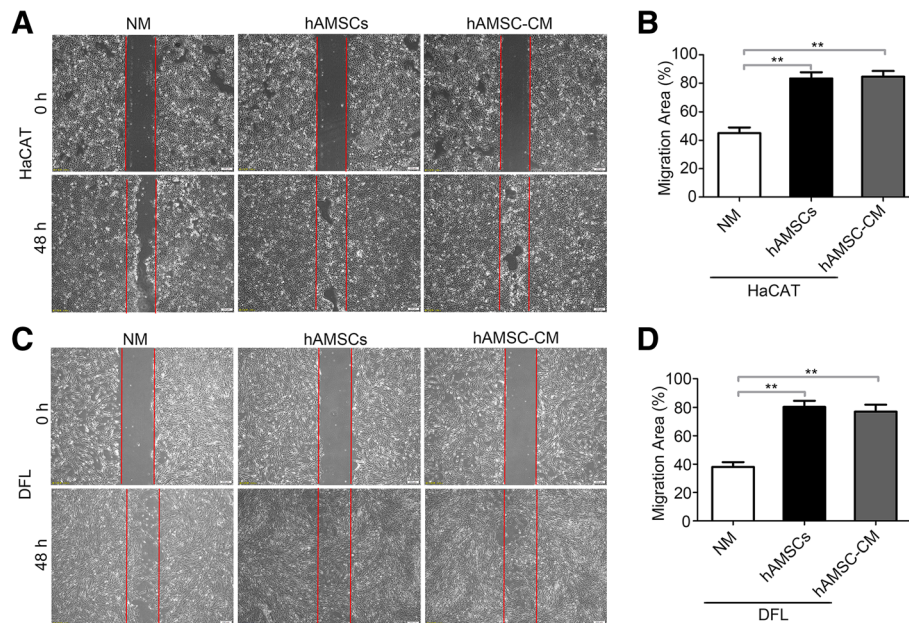 A
NM
hAMSCs
hAMSC-CM
HaCAT
0 h
48 h
B
Migration Area (%)
100
80
60
40
20
0
**
**
NM
hAMSCs
hAMSC-CM
HaCAT
C
NM
hAMSCs
hAMSC-CM
DFL
0 h
48 h
D
Migration Area (%)
100
80
60
40
20
0
**
**
NM
hAMSCs
hAMSC-CM
DFL